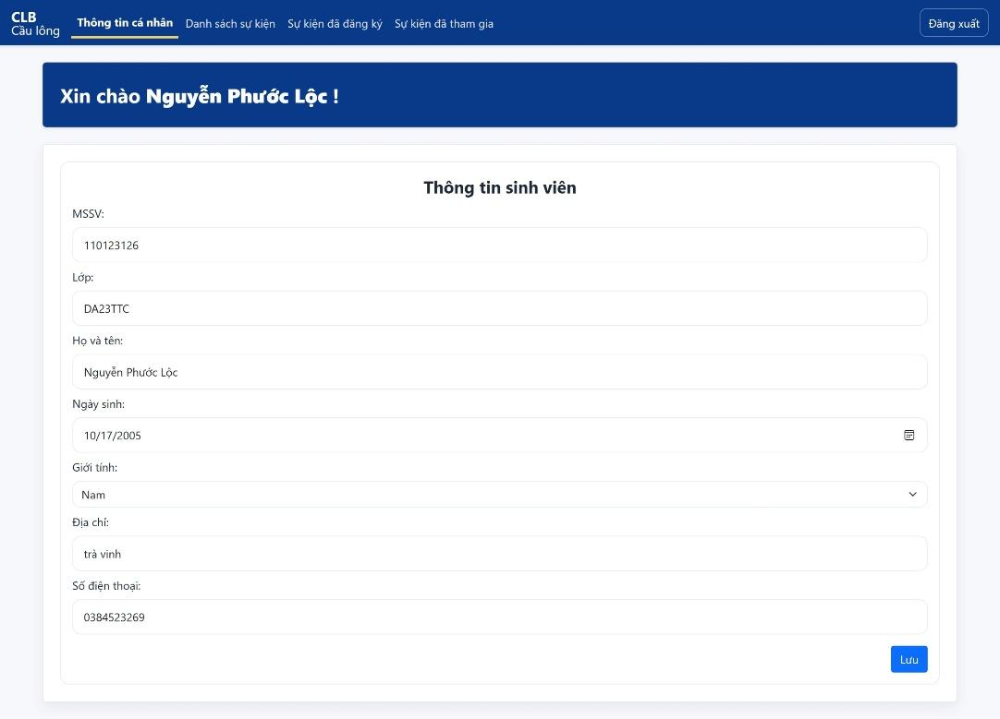 CLB
Cầu lông
Thông tin cá nhân
Danh sách sự kiện
Sự kiện đã đăng ký
Sự kiện đã tham gia
Đăng xuất
Xin chào Nguyễn Phước Lộc !
Thông tin sinh viên
MSSV:
110123126
Lớp:
DA23TTC
Họ và tên:
Nguyễn Phước Lộc
Ngày sinh:
10/17/2005
Giới tính:
Nam
Địa chỉ:
trà vinh
Số điện thoại:
0384523269
Lưu